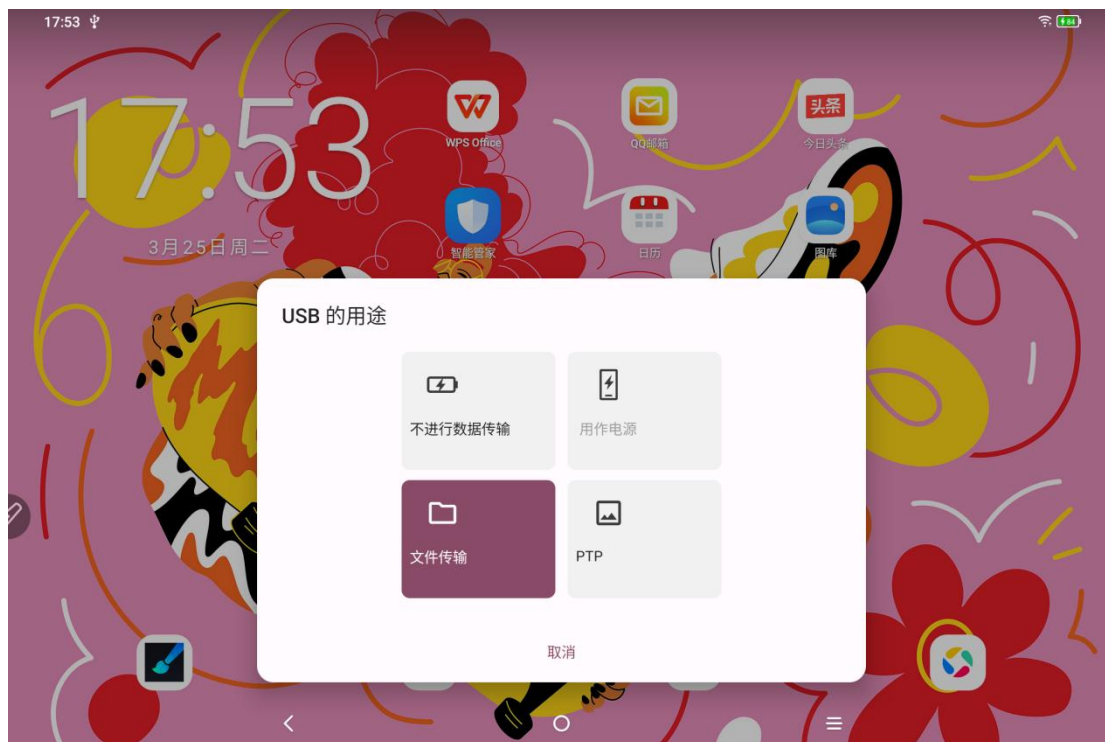 17:53
84
17:53
3月25日周二
WPS Office
QQ邮箱
头条
今日头条
智能管家
日历
图库
USB 的用途
不进行数据传输
用作电源
文件传输
PTP
取消